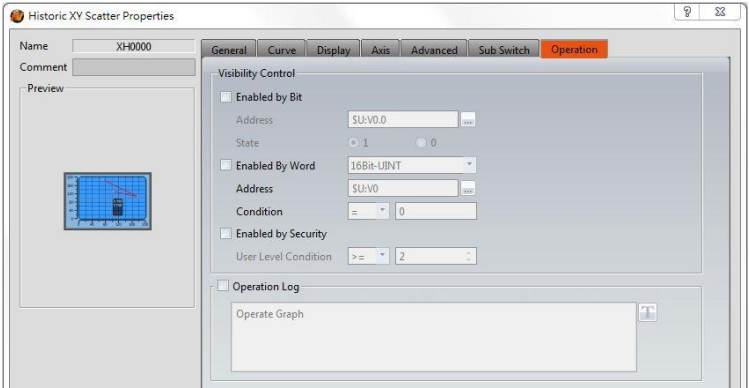 Historic XY Scatter Properties
Name XH0000
Comment
Preview
General Curve Display Axis Advanced Sub Switch Operation
Visibility Control
Enabled by Bit
Address $U:V0.0 ...
State 1 0
Enabled By Word 16Bit-UINT
Address $U:V0 ...
Condition = 0
Enabled by Security
User Level Condition >= 2
Operation Log
Operate Graph
T